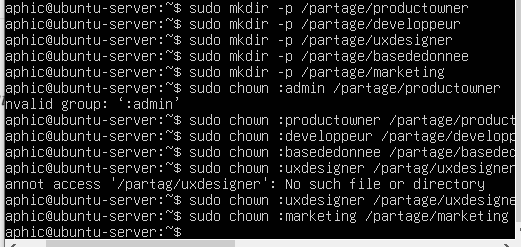 aphic@ubuntu-server:~$ sudo mkdir -p /partage/productowner
aphic@ubuntu-server:~$ sudo mkdir -p /partage/developpeur
aphic@ubuntu-server:~$ sudo mkdir -p /partage/uxdesigner
aphic@ubuntu-server:~$ sudo mkdir -p /partage/basededonnee
aphic@ubuntu-server:~$ sudo mkdir -p /partage/marketing
aphic@ubuntu-server:~$ sudo chown :admin /partage/productowner
nvalid group: ‘:admin’
aphic@ubuntu-server:~$ sudo chown :productowner /partage/product
aphic@ubuntu-server:~$ sudo chown :developpeur /partage/develop
aphic@ubuntu-server:~$ sudo chown :basededonnee /partage/basede
aphic@ubuntu-server:~$ sudo chown :uxdesigner /partag/uxdesigner
annot access '/partag/uxdesigner': No such file or directory
aphic@ubuntu-server:~$ sudo chown :uxdesigner /partage/uxdesigne
aphic@ubuntu-server:~$ sudo chown :marketing /partage/marketing
aphic@ubuntu-server:~$